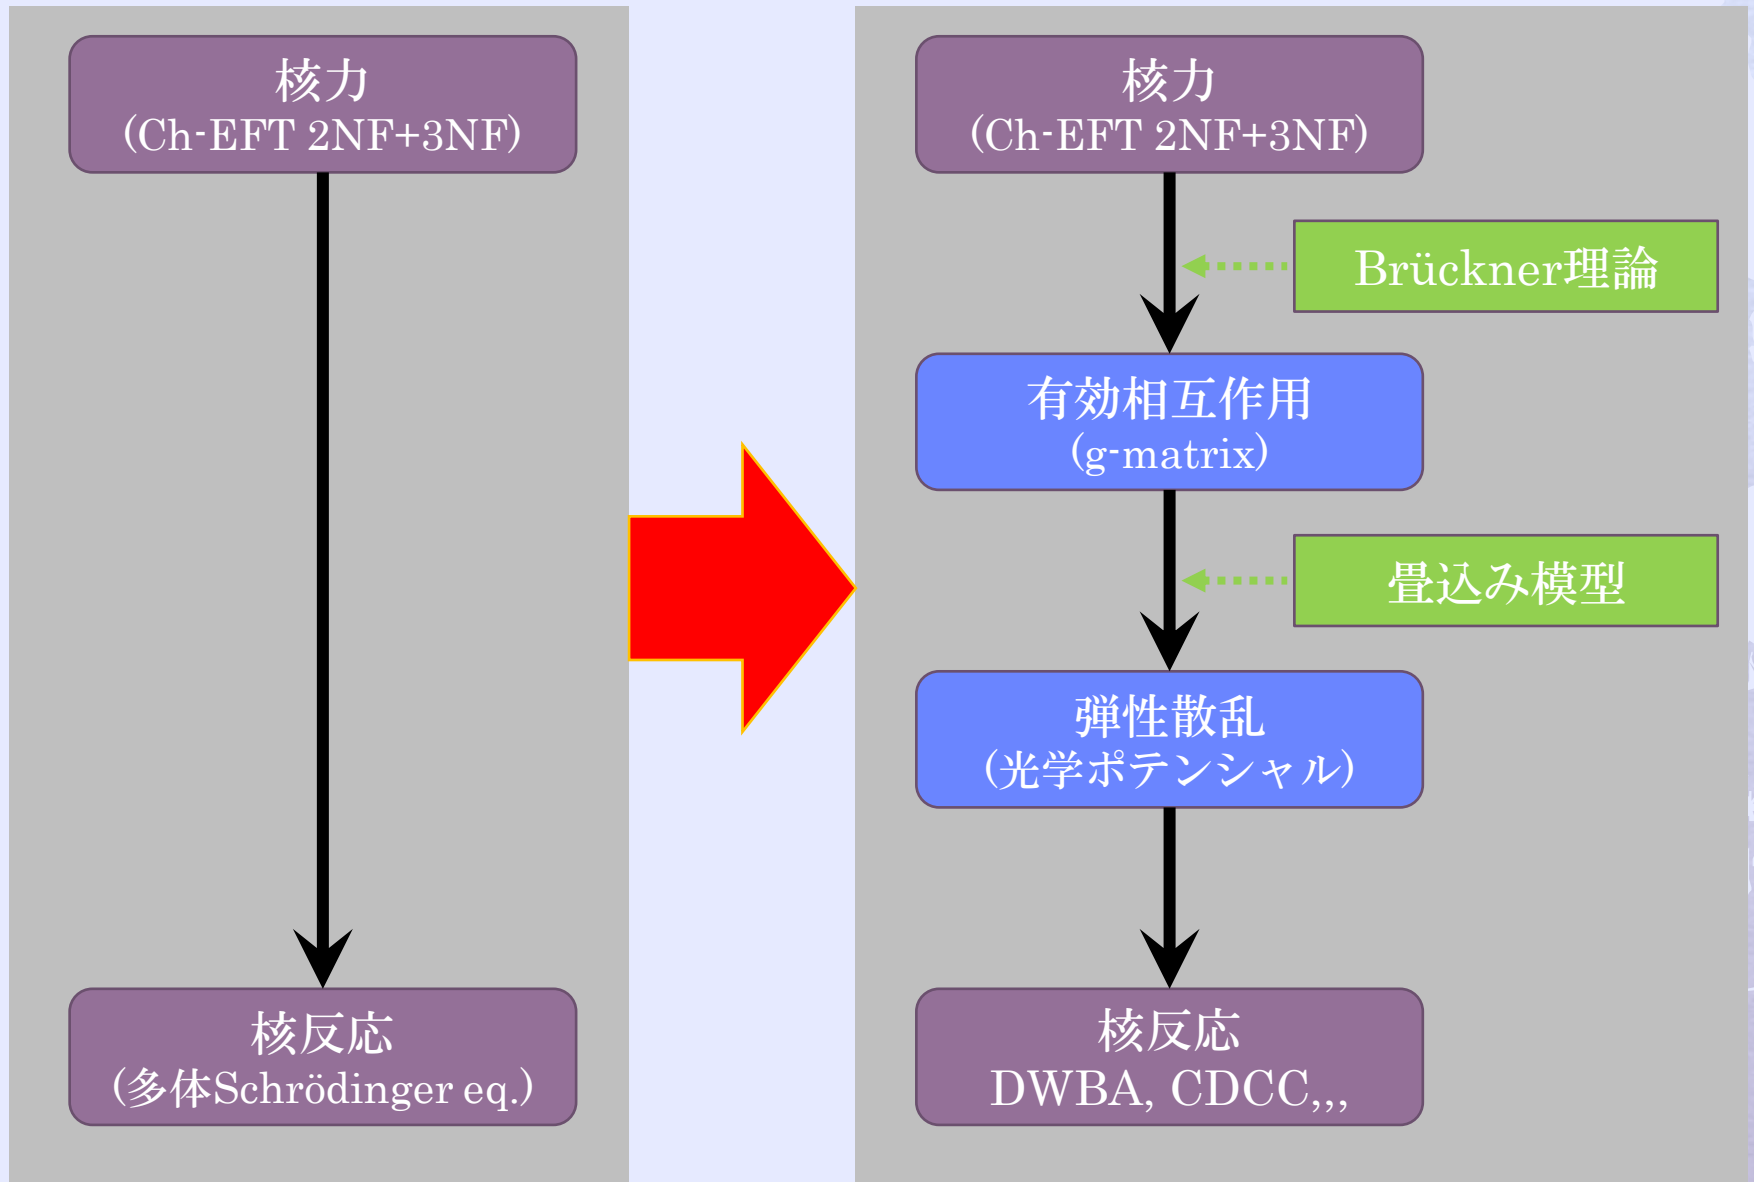 核力
(Ch-EFT 2NF+3NF)
核反応
(多体Schrödinger eq.)
核力
(Ch-EFT 2NF+3NF)
Brückner理論
有効相互作用
(g-matrix)
畳込み模型
弾性散乱
(光学ポテンシャル)
核反応
DWBA, CDCC,,,